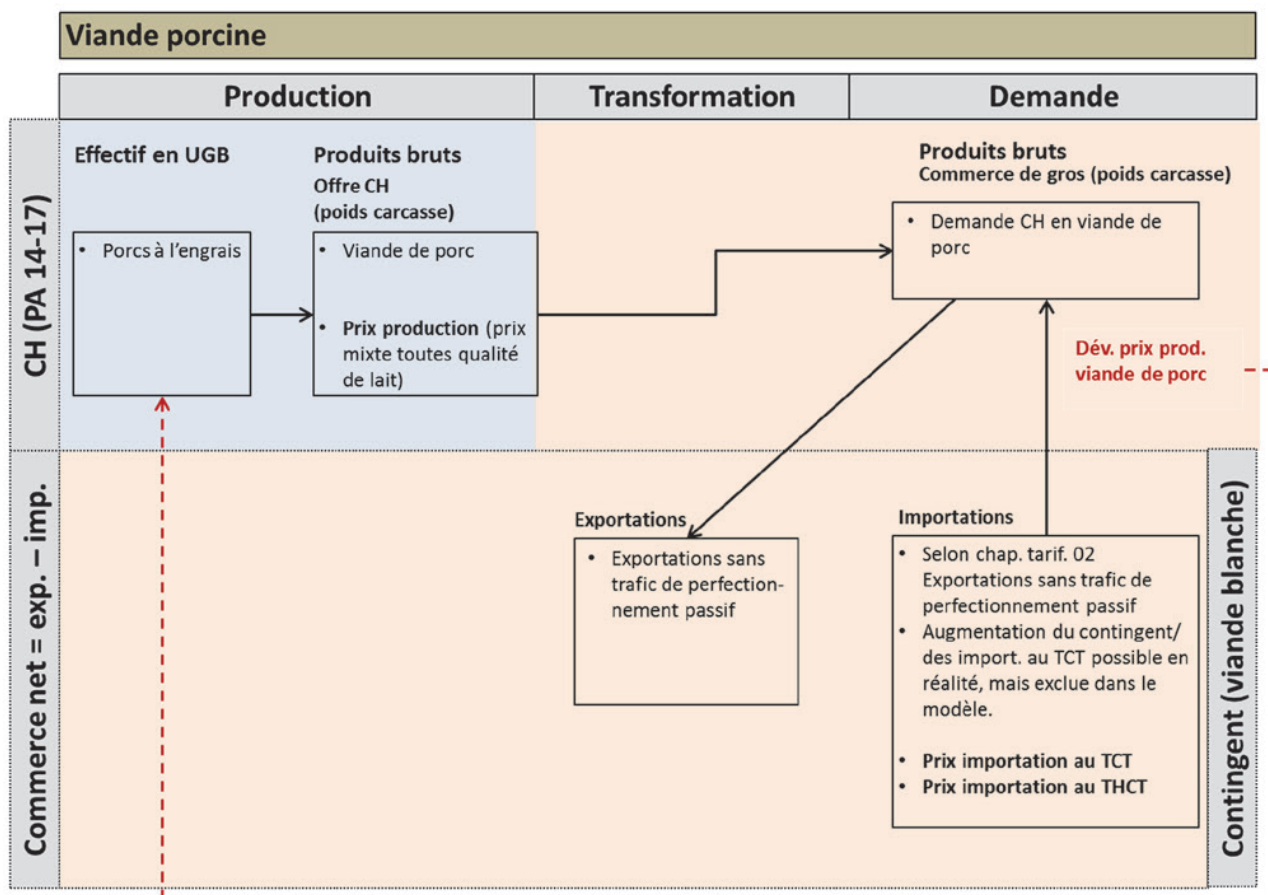 Viande porcine
Production
Transformation
Demande
CH (PA 14-17)
Effectif en UGB
• Porcs à l'engrais
Produits bruts
Offre CH
(poids carcasse)
• Viande de porc
• Prix production (prix
mixte toutes qualité
de lait)
Produits bruts
Commerce de gros (poids carcasse)
• Demande CH en viande de
porc
Dév. prix prod.
viande de porc
Commerce net = exp. – imp.
Exportations
• Exportations sans
trafic de perfection-
nement passif
Importations
• Selon chap. tarif. 02
Exportations sans trafic de
perfectionnement passif
• Augmentation du contingent/
des import. au TCT possible en
réalité, mais exclue dans le
modèle.
• Prix importation au TCT
• Prix importation au THCT
Contingent (viande blanche)